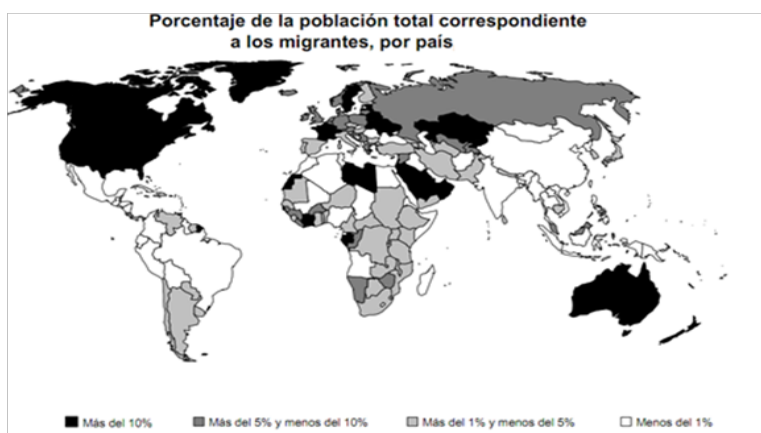 Porcentaje de la población total correspondiente
a los migrantes, por país
Más del 10% Más del 5% y menos del 10% Más del 1% y menos del 5% Menos del 1%